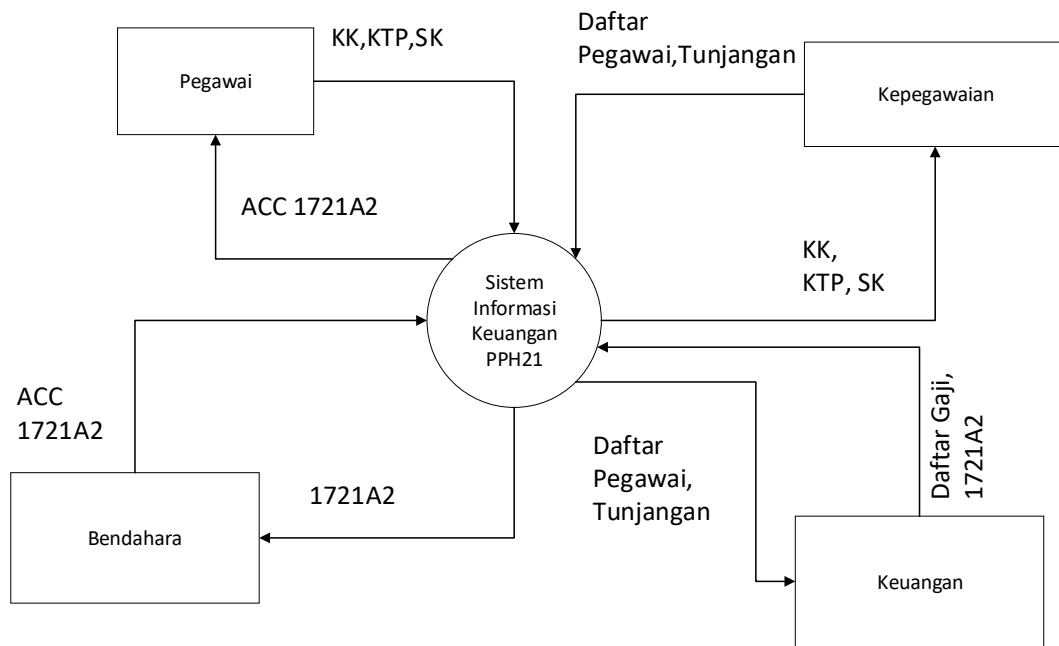 Pegawai
KK,KTP,SK
Daftar
Pegawai,Tunjangan
Kepegawaian
ACC 1721A2
Sistem
Informasi
Keuangan
PPH21
KK,
KTP, SK
ACC
1721A2
Bendahara
1721A2
Daftar
Pegawai,
Tunjangan
Daftar Gaji,
1721A2
Keuangan